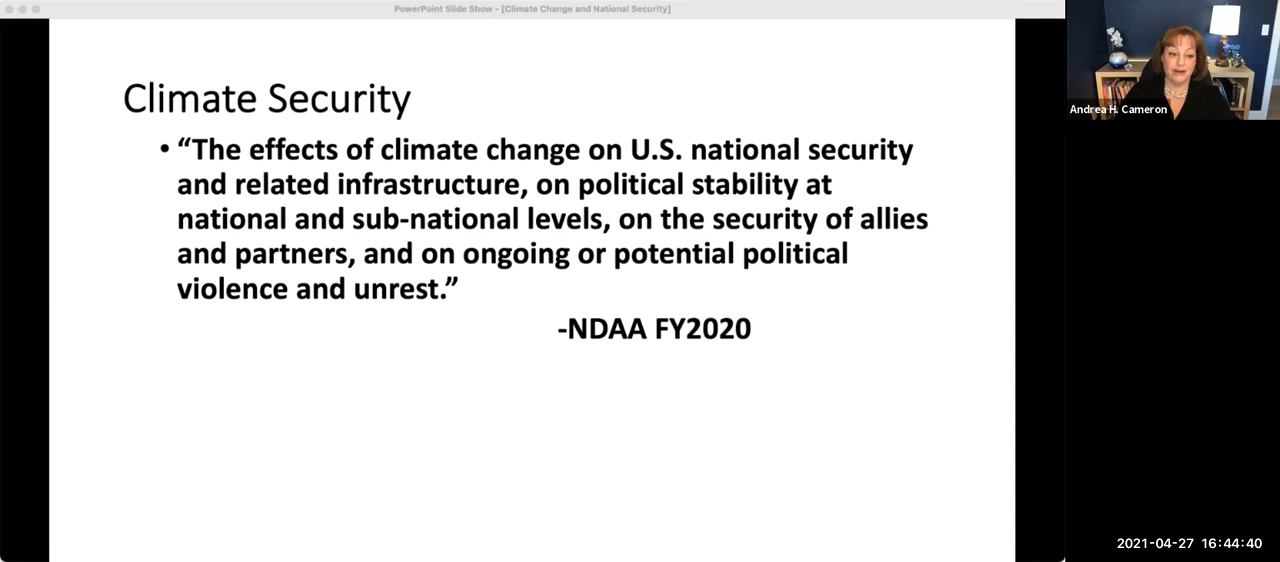 PowerPoint Slide Show - [Climate Change and National Security]
Climate Security
• “The effects of climate change on U.S. national security
and related infrastructure, on political stability at
national and sub-national levels, on the security of allies
and partners, and on ongoing or potential political
violence and unrest.”
-NDAA FY2020
Andrea H. Cameron
2021-04-27 16:44:40